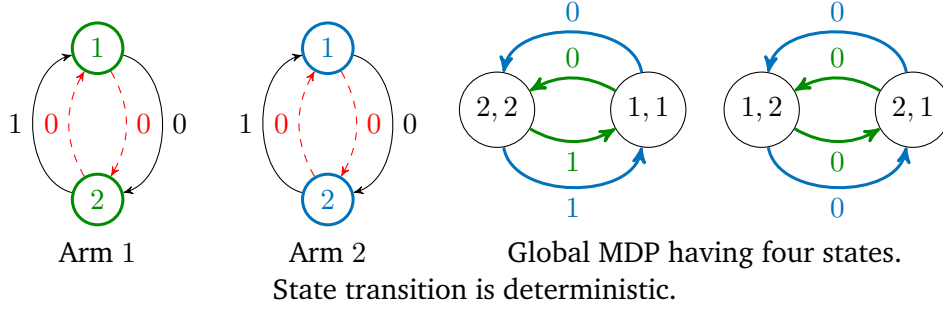 0 0
1 1 0 0
1 0 0 0 1 0 0 0 2, 2 1, 1 1, 2 2, 1
2 2 1 0
1 0
Arm 1 Arm 2 Global MDP having four states.
State transition is deterministic.